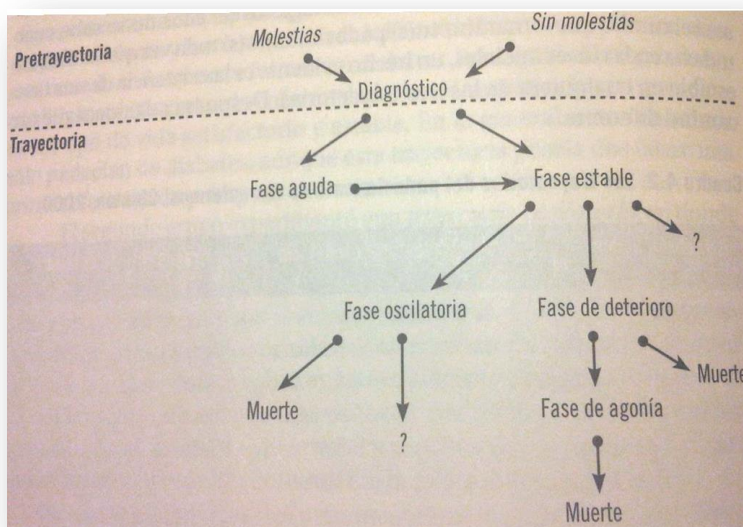 Pretrayectoria
Molestias
Sin molestias
Diagnóstico
Trayectoria
Fase aguda
Fase estable
?
Fase oscilatoria
Fase de deterioro
Muerte
?
Muerte
Fase de agonía
Muerte